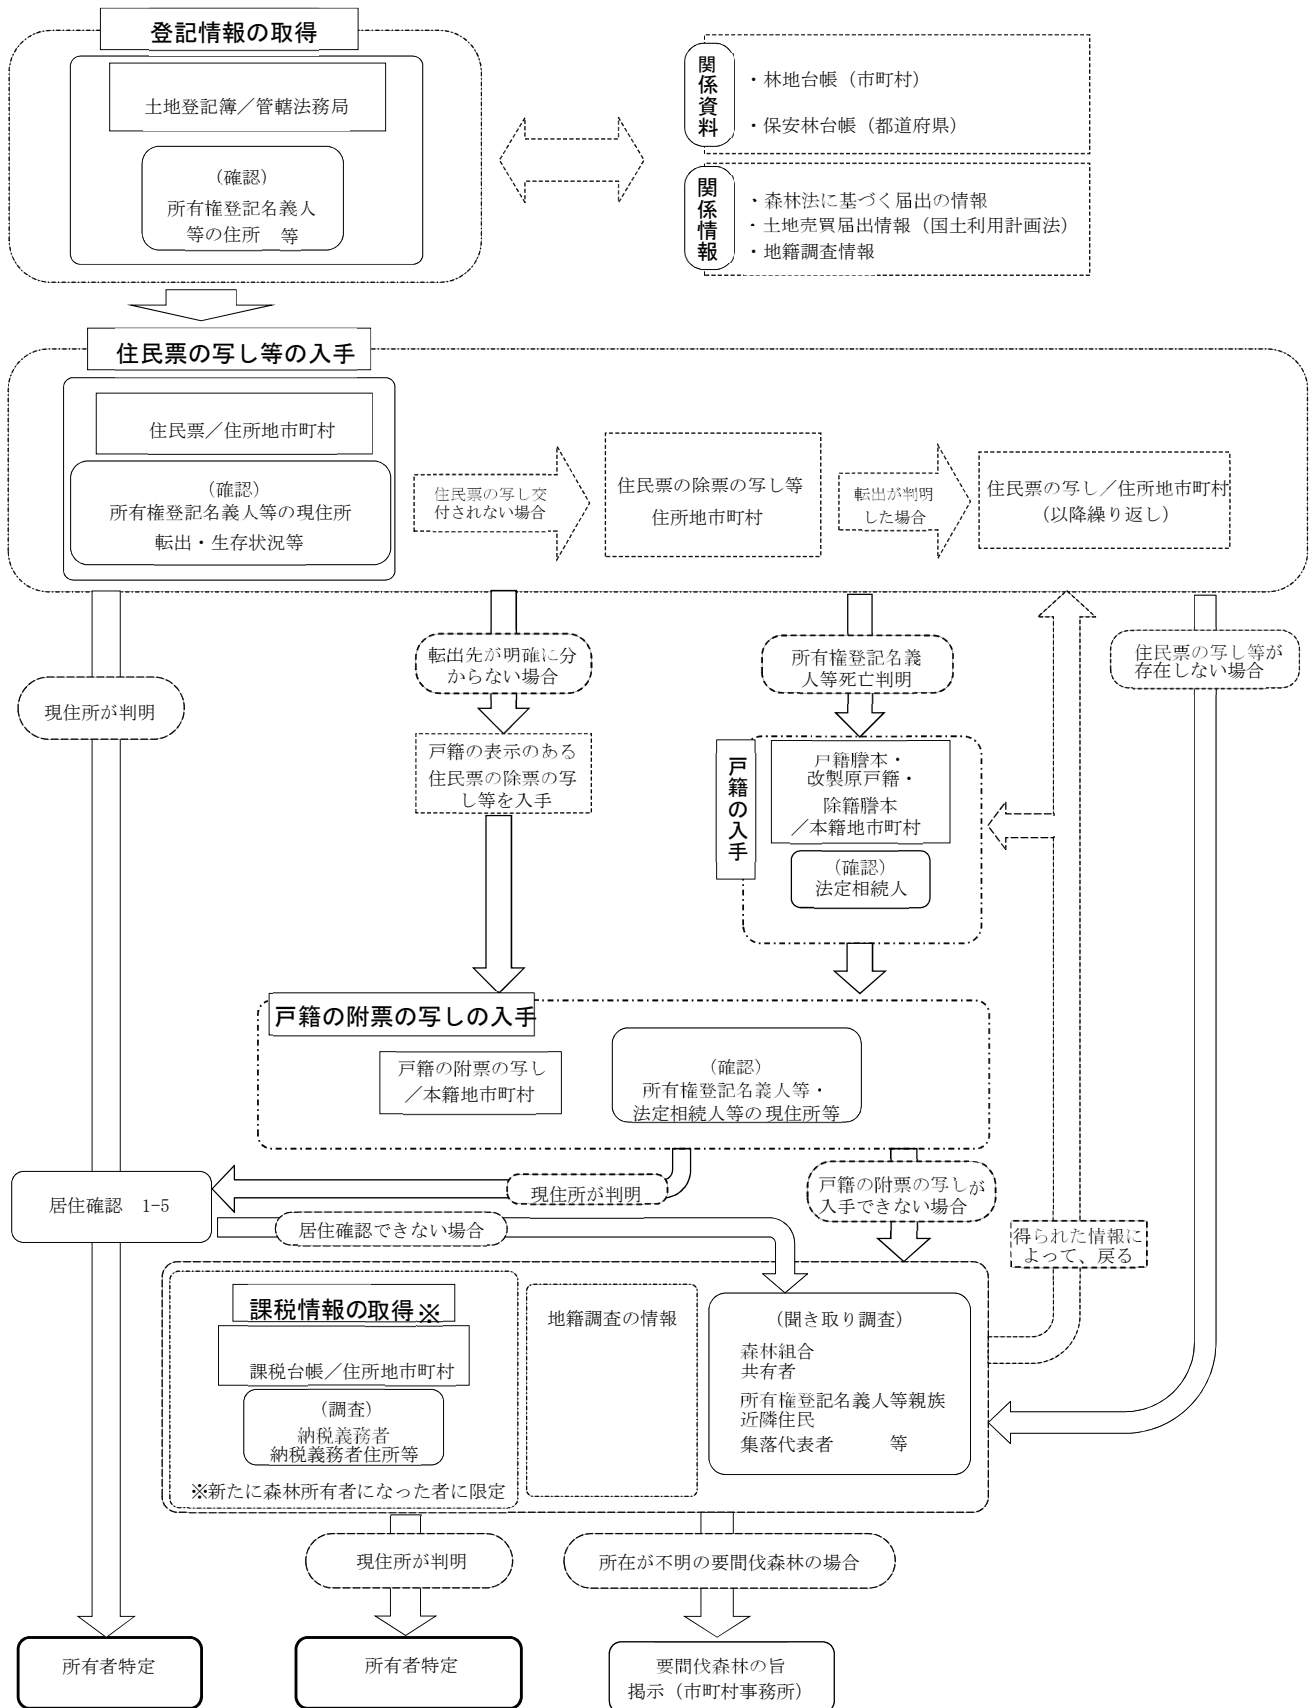 登記情報の取得
土地登記簿／管轄法務局
（確認）
所有権登記名義人
等の住所　等
関係資料
・林地台帳（市町村）
・保安林台帳（都道府県）
関係情報
・森林法に基づく届出の情報
・土地売買届出情報（国土利用計画法）
・地籍調査情報
住民票の写し等の入手
住民票／住所地市町村
（確認）
所有権登記名義人等の現住所
転出・生存状況等
住民票の写し交
付されない場合
住民票の除票の写し等
住所地市町村
転出が判明
した場合
住民票の写し／住所地市町村
（以降繰り返し）
現住所が判明
転出先が明確に分
からない場合
所有権登記名義
人等死亡判明
住民票の写し等が
存在しない場合
戸籍の表示のある
住民票の除票の写
し等を入手
戸籍の入手
戸籍謄本・
改製原戸籍・
除籍謄本
／本籍地市町村
（確認）
法定相続人
戸籍の附票の写しの入手
戸籍の附票の写し
／本籍地市町村
（確認）
所有権登記名義人等・
法定相続人等の現住所等
居住確認　1-5
現住所が判明
戸籍の附票の写しが
入手できない場合
居住確認できない場合
得られた情報に
よって、戻る
課税情報の取得※
課税台帳／住所地市町村
（調査）
納税義務者
納税義務者住所等
※新たに森林所有者になった者に限定
地籍調査の情報
（聞き取り調査）
森林組合
共有者
所有権登記名義人等親族
近隣住民
集落代表者　　等
現住所が判明
所在が不明の要間伐森林の場合
所有者特定
所有者特定
要間伐森林の旨
掲示（市町村事務所）